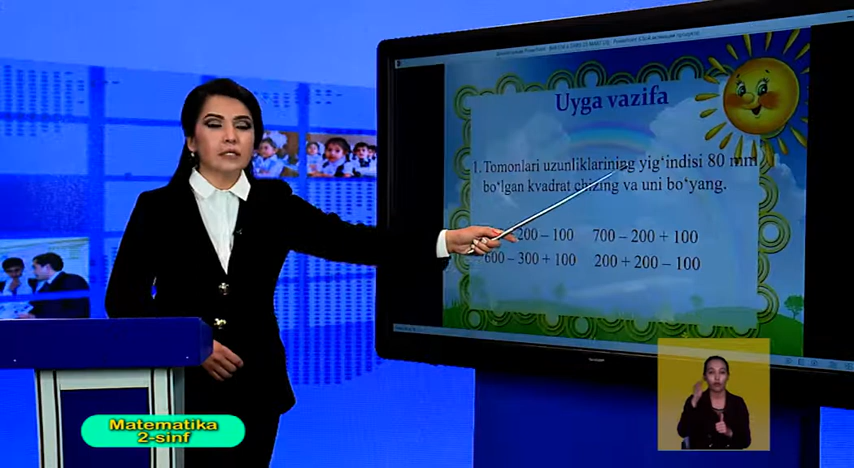 Uyga vazifa
1. Tomonlari uzunliklarining yig‘indisi 80 mm
bo‘lgan kvadrat chizing va uni bo‘yang.
200 – 100 700 – 200 + 100
600 – 300 + 100 200 + 200 – 100
Matematika
2-sinf